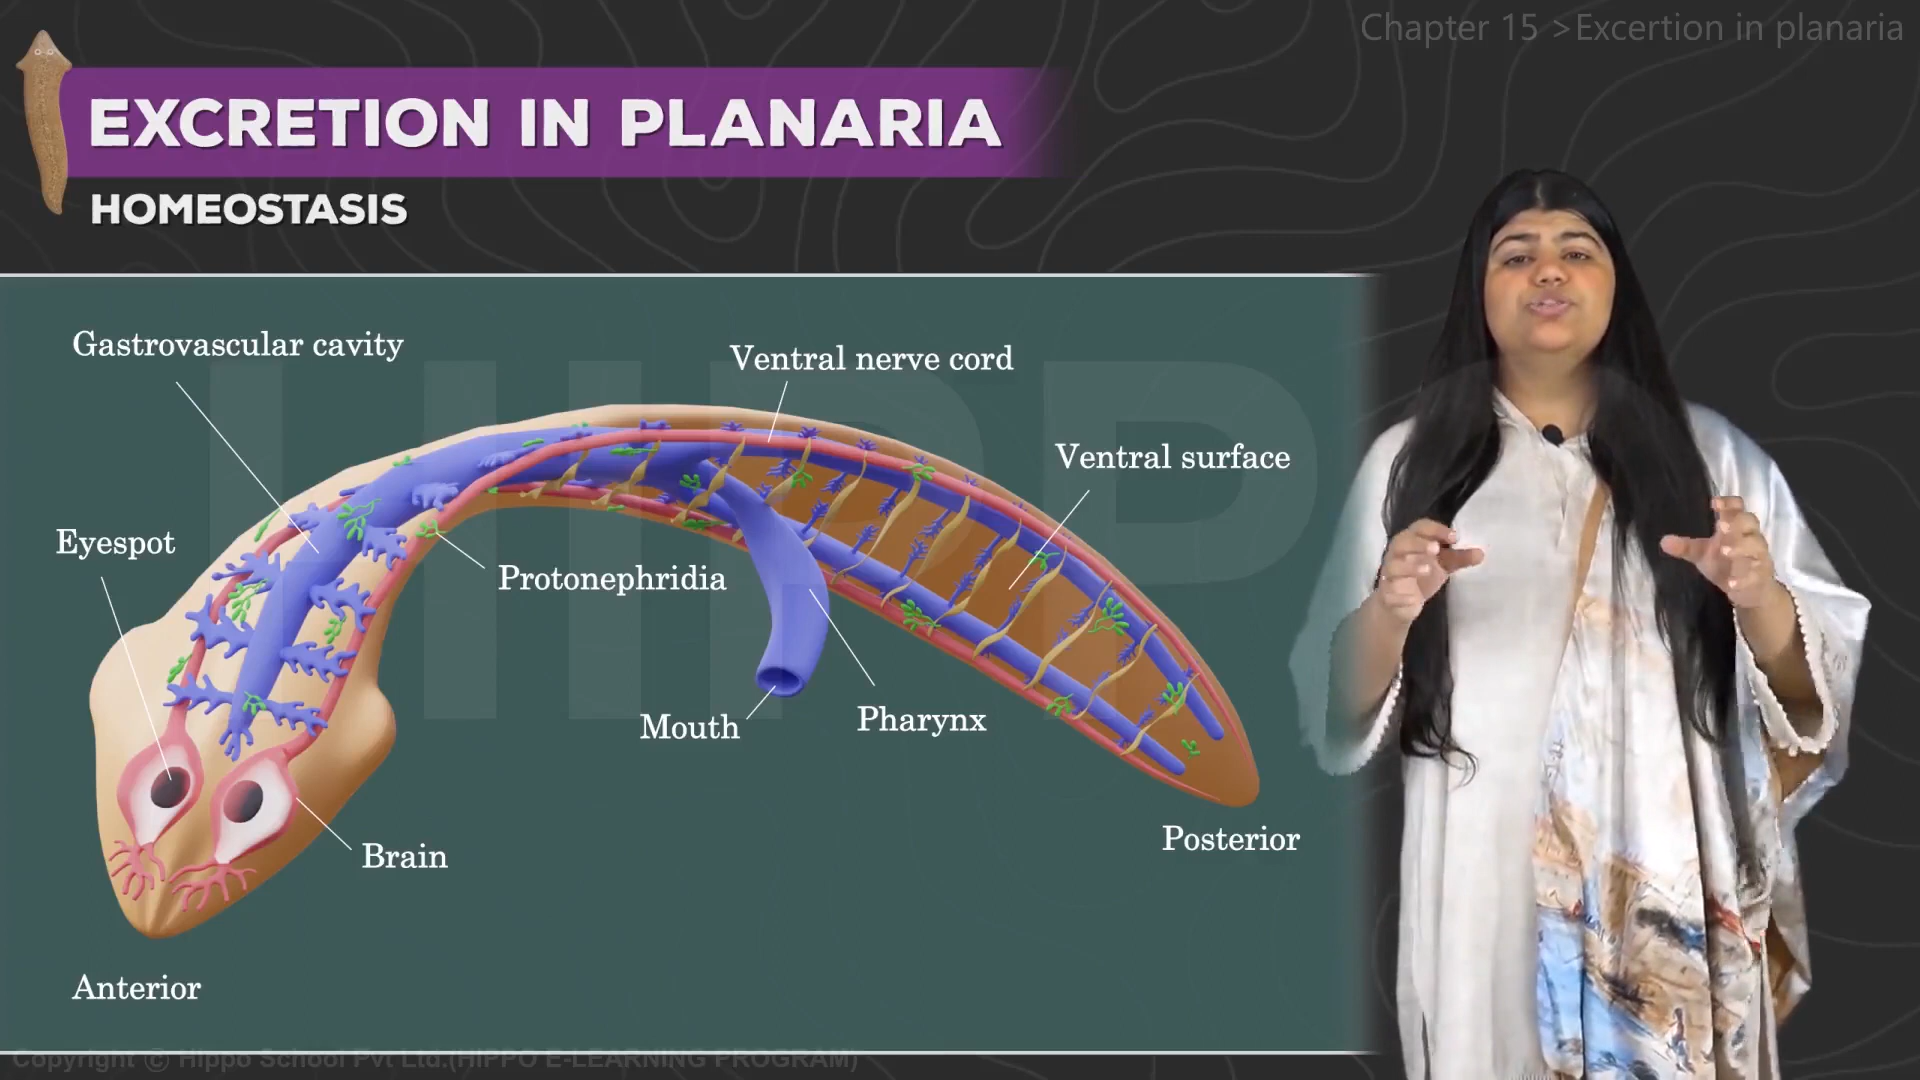 Chapter 15 >Excertion in planaria
EXCRETION IN PLANARIA
HOMEOSTASIS
HIPP
Gastrovascular cavity
Ventral nerve cord
Ventral surface
Eyespot
Protonephridia
Mouth
Pharynx
Brain
Posterior
Anterior
Copyright © Hippo School Pvt Ltd.(HIPPO E-LEARNING PROGRAM)